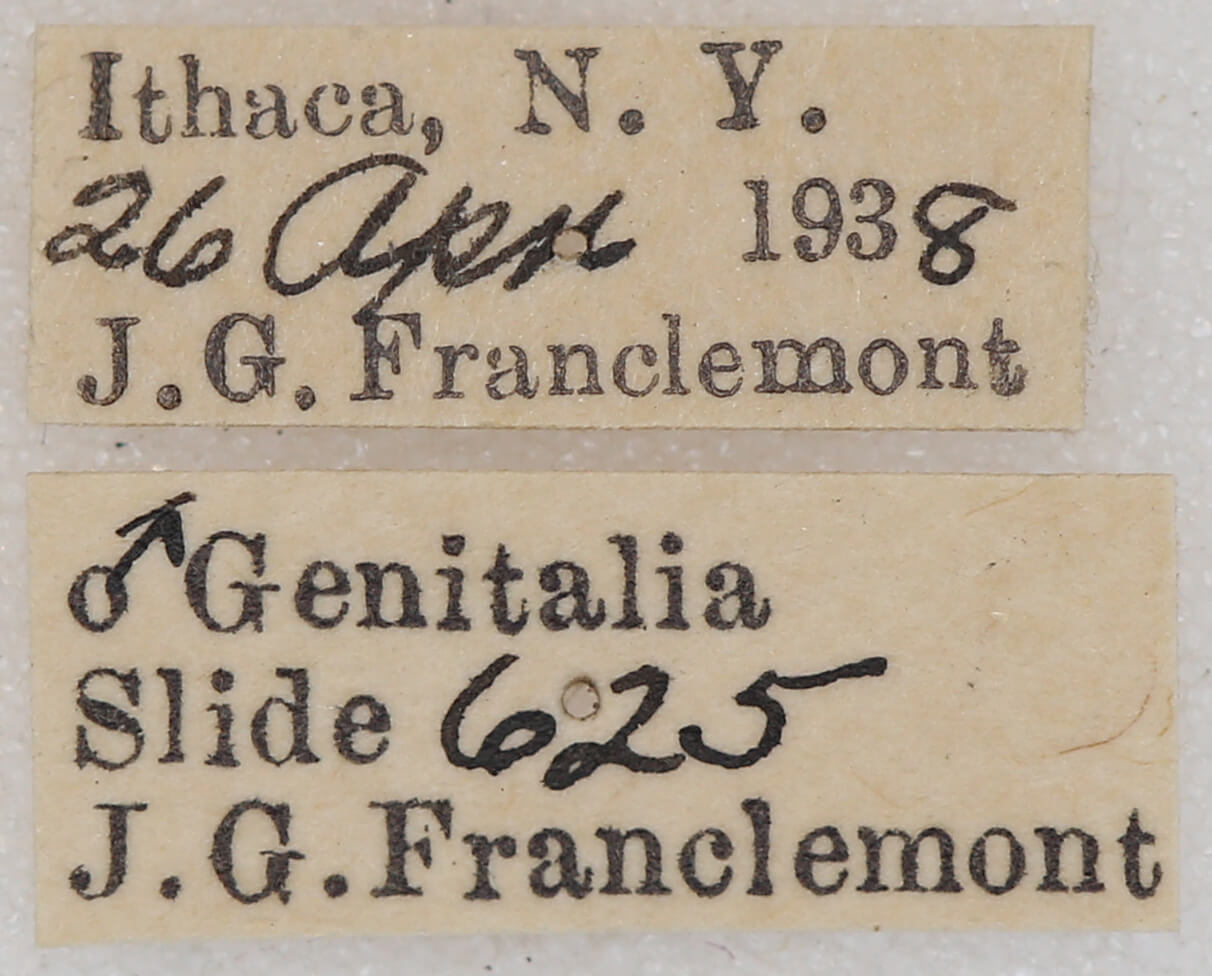 Ithaca, N. Y.
26 Apr 1938
J. G. Franclemont
♂ Genitalia
Slide 625
J. G. Franclemont